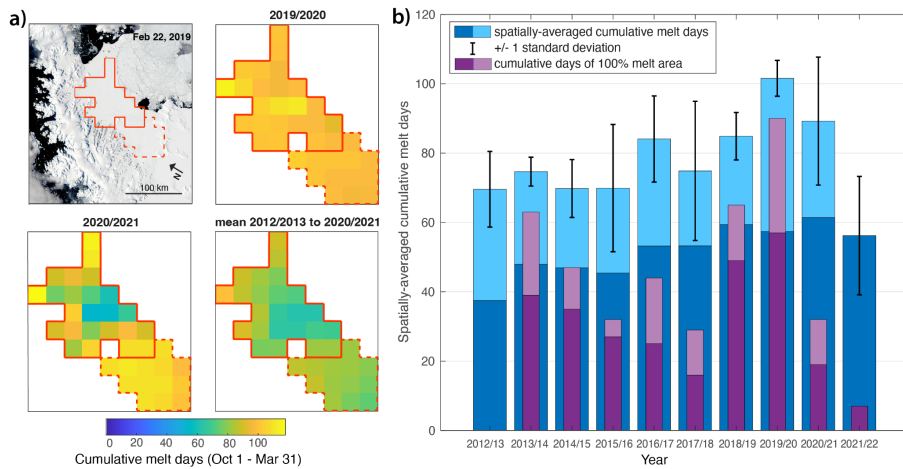 a)
Feb 22, 2019
N
100 km
2019/2020
2020/2021
mean 2012/2013 to 2020/2021
0 20 40 60 80 100
Cumulative melt days (Oct 1 - Mar 31)
b)
120
100
80
60
40
20
0
Spatially-averaged cumulative melt days
spatially-averaged cumulative melt days
+/- 1 standard deviation
cumulative days of 100% melt area
2012/13 2013/14 2014/15 2015/16 2016/17 2017/18 2018/19 2019/20 2020/21 2021/22
Year